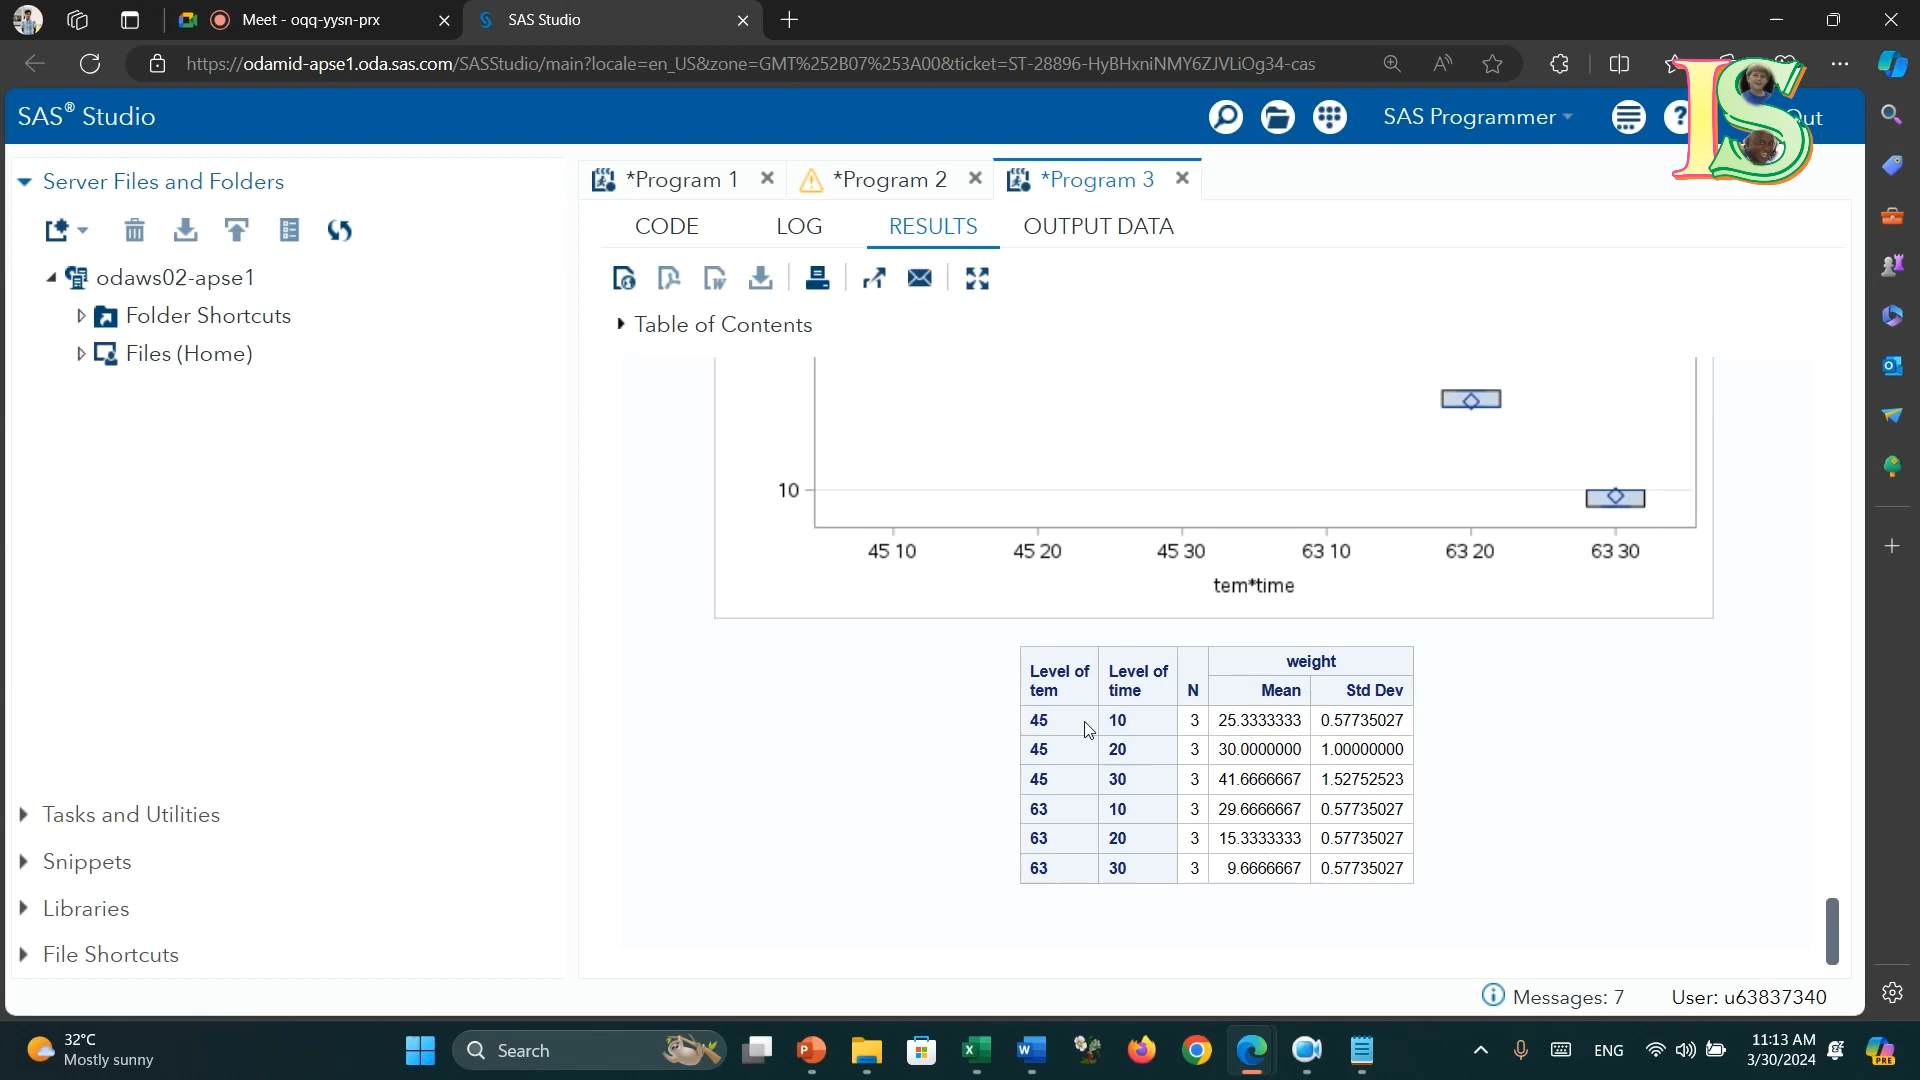 Meet - oqq-yysn-prx
SAS Studio
https://odamid-apse1.oda.sas.com/SASStudio/main?locale=en_US&zone=GMT%252B07%253A00&ticket=ST-28896-HyBHxniNMY6ZJVLiOg34-cas
SAS® Studio
SAS Programmer
Out
IS
Server Files and Folders
*Program 1
*Program 2
*Program 3
CODE
LOG
RESULTS
OUTPUT DATA
odaws02-apse1
Folder Shortcuts
Files (Home)
Table of Contents
10
45 10
45 20
45 30
63 10
63 20
63 30
tem*time
Level of tem Level of time N weight
Mean Std Dev
45 10 3 25.3333333 0.57735027
45 20 3 30.0000000 1.00000000
45 30 3 41.6666667 1.52752523
63 10 3 29.6666667 0.57735027
63 20 3 15.3333333 0.57735027
63 30 3 9.6666667 0.57735027
Tasks and Utilities
Snippets
Libraries
File Shortcuts
Messages: 7
User: u63837340
32°C
Mostly sunny
Search
ENG
11:13 AM
3/30/2024
PRE